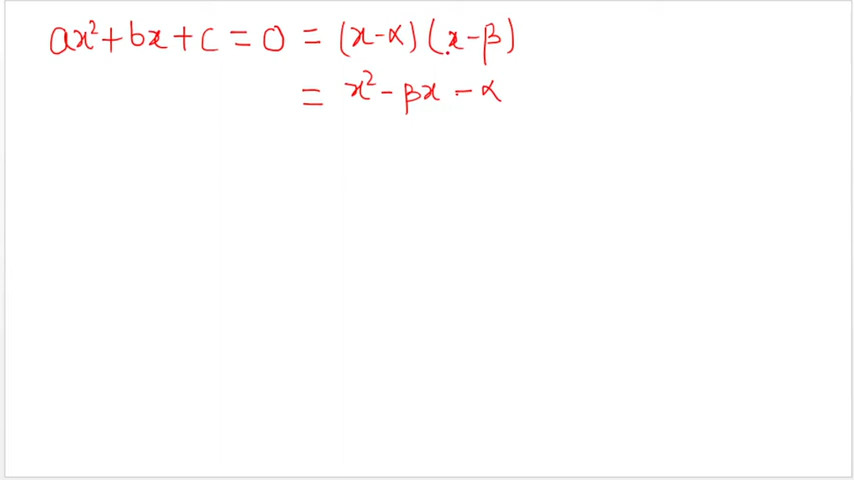 ax² + bx + c = 0 = (x - α) (x - β)
= x² - βx - α